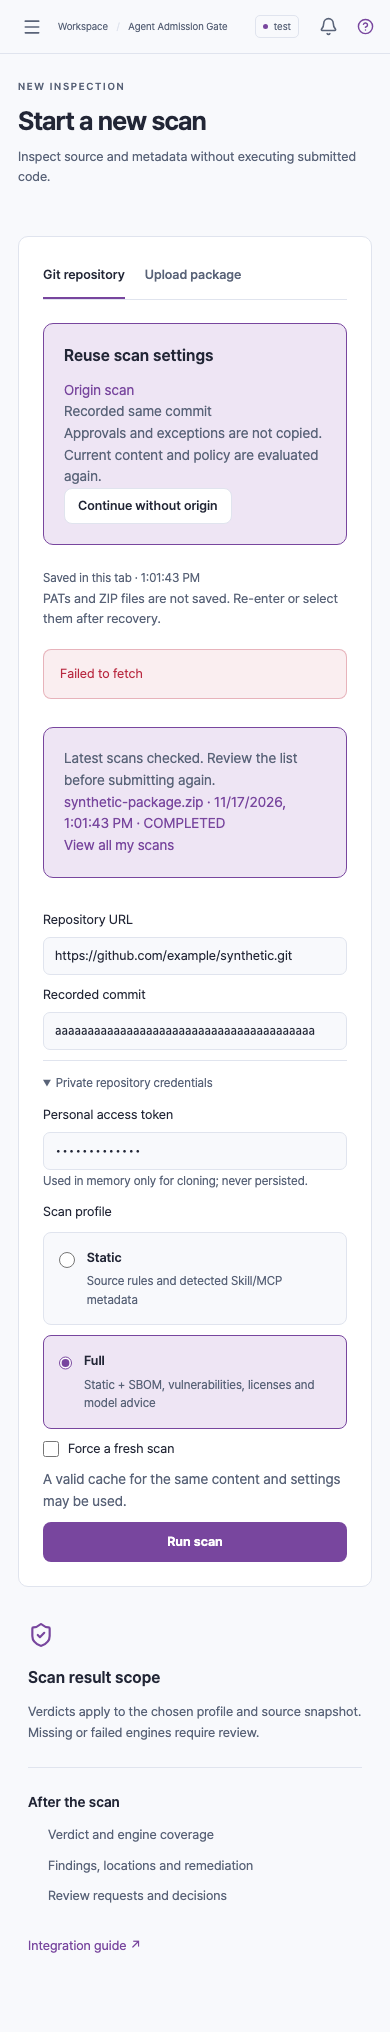 Workspace / Agent Admission Gate
test
NEW INSPECTION
Start a new scan
Inspect source and metadata without executing submitted
code.
Git repository
Upload package
Reuse scan settings
Origin scan
Recorded same commit
Approvals and exceptions are not copied.
Current content and policy are evaluated
again.
Continue without origin
Saved in this tab · 1:01:43 PM
PATs and ZIP files are not saved. Re-enter or select
them after recovery.
Failed to fetch
Latest scans checked. Review the list
before submitting again.
synthetic-package.zip · 11/17/2026,
1:01:43 PM · COMPLETED
View all my scans
Repository URL
https://github.com/example/synthetic.git
Recorded commit
aaaaaaaaaaaaaaaaaaaaaaaaaaaaaaaaaaaaaaaa
▼ Private repository credentials
Personal access token
•••••••••••••
Used in memory only for cloning; never persisted.
Scan profile
Static
Source rules and detected Skill/MCP
metadata
Full
Static + SBOM, vulnerabilities, licenses and
model advice
Force a fresh scan
A valid cache for the same content and settings
may be used.
Run scan
Scan result scope
Verdicts apply to the chosen profile and source snapshot.
Missing or failed engines require review.
After the scan
Verdict and engine coverage
Findings, locations and remediation
Review requests and decisions
Integration guide ↗